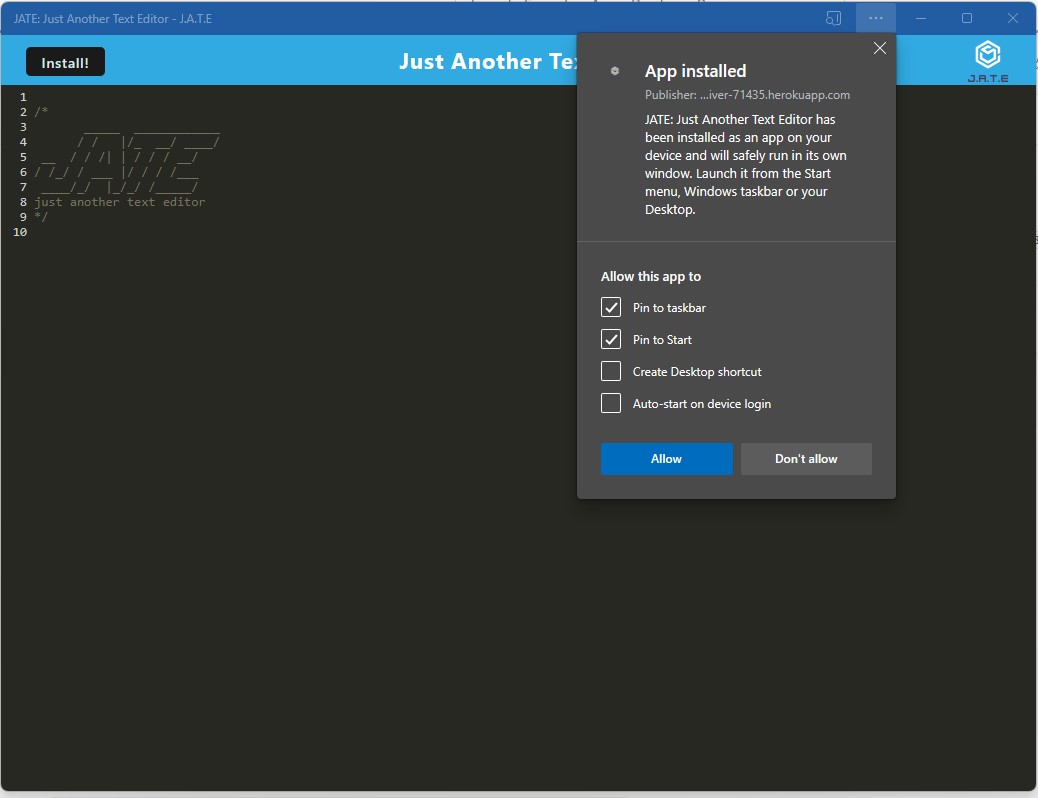 JATE: Just Another Text Editor - J.A.T.E
Install!
Just Another Te
J.A.T.E
App installed
Publisher: ...iver-71435.herokuapp.com
JATE: Just Another Text Editor has
been installed as an app on your
device and will safely run in its own
window. Launch it from the Start
menu, Windows taskbar or your
Desktop.
Allow this app to
Pin to taskbar
Pin to Start
Create Desktop shortcut
Auto-start on device login
Allow
Don't allow
1
2 /*
3       _____  ____________
4      / /   |/_  __/ ____/
5 __  / / /| | / / / __/
6 / /_/ / ___ |/ / / /___
7 ____/_/  |_/_/ /_____/
8 just another text editor
9 */
10